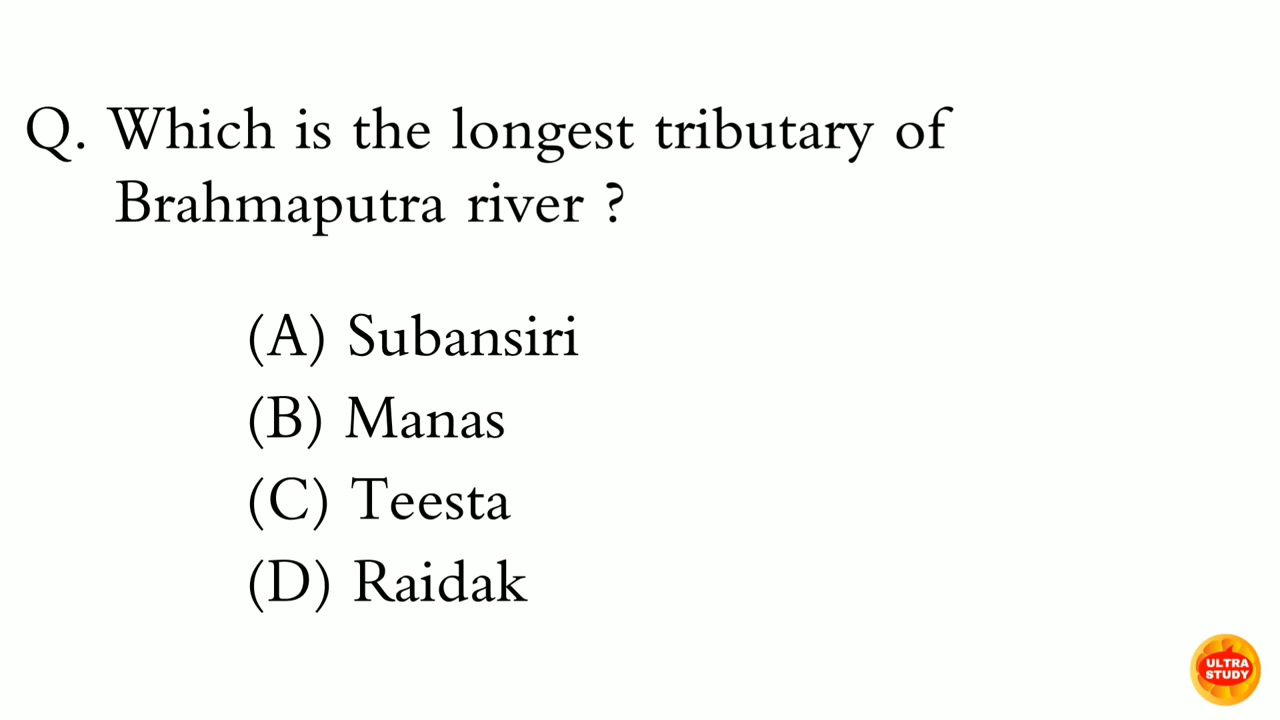 Q. Which is the longest tributary of
Brahmaputra river ?
(A) Subansiri
(B) Manas
(C) Teesta
(D) Raidak
ULTRA
STUDY